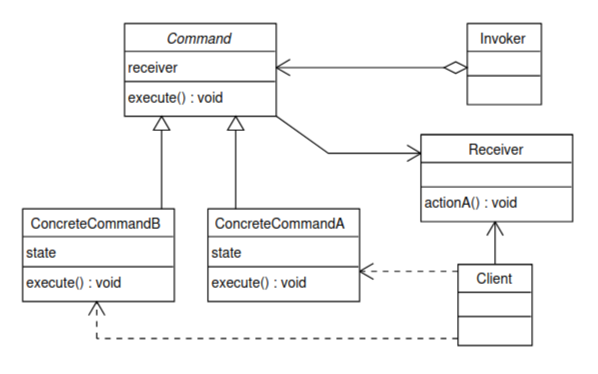 Command
receiver
execute() : void
Invoker
Receiver
actionA() : void
ConcreteCommandB
state
execute() : void
ConcreteCommandA
state
execute() : void
Client